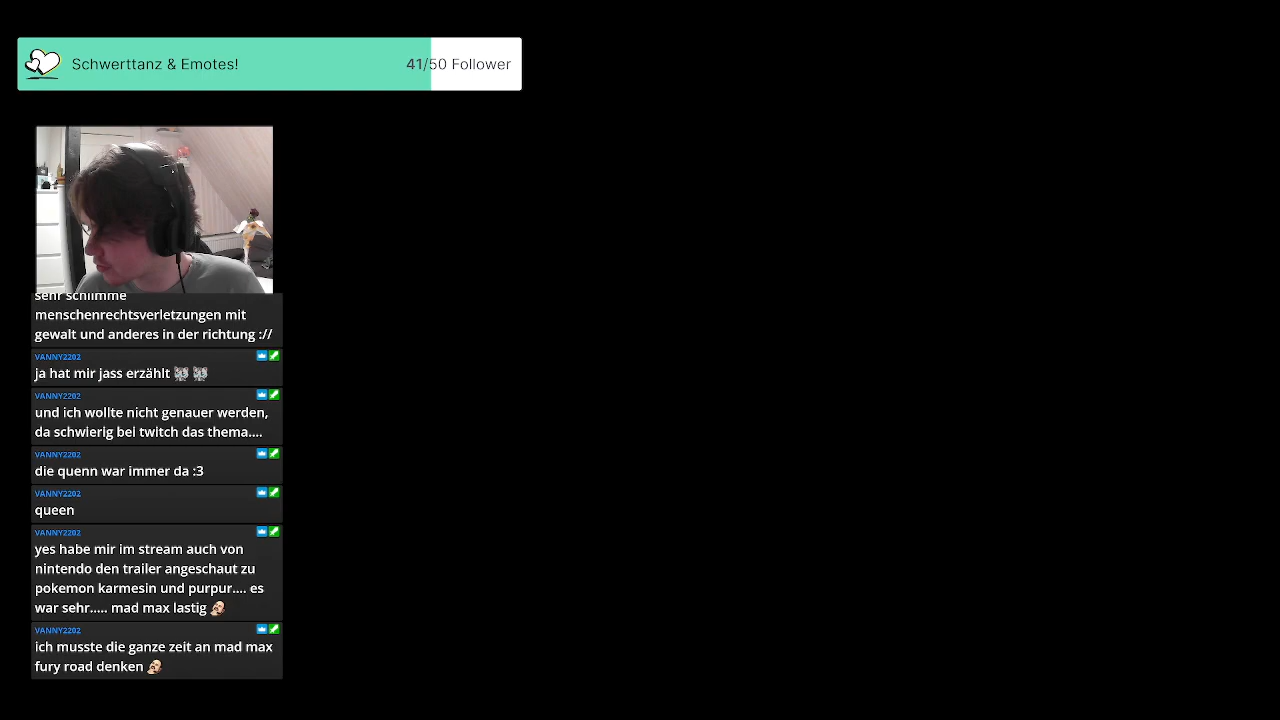 Schwerttanz & Emotes! 41/50 Follower
sehr schlimme
menschenrechtsverletzungen mit
gewalt und anderes in der richtung ://
VANNY2202
ja hat mir jass erzählt
VANNY2202
und ich wollte nicht genauer werden,
da schwierig bei twitch das thema....
VANNY2202
die quenn war immer da :3
VANNY2202
queen
VANNY2202
yes habe mir im stream auch von
nintendo den trailer angeschaut zu
pokemon karmesin und purpur.... es
war sehr..... mad max lastig
VANNY2202
ich musste die ganze zeit an mad max
fury road denken